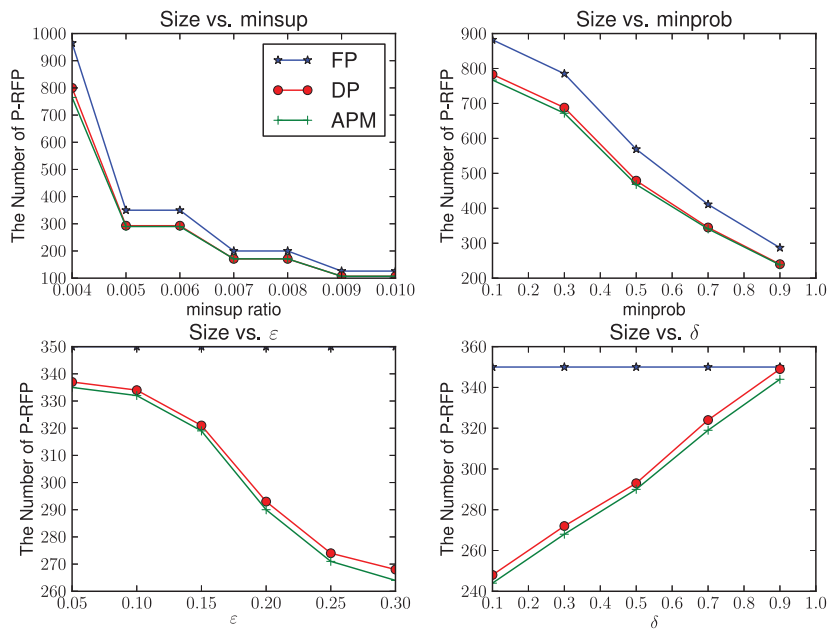 Size vs. minsup
1000
900
800
700
600
500
400
300
200
100
The Number of P-RFP
0.004 0.005 0.006 0.007 0.008 0.009 0.010
minsup ratio
FP
DP
APM
Size vs. minprob
900
800
700
600
500
400
300
200
The Number of P-RFP
0.1 0.2 0.3 0.4 0.5 0.6 0.7 0.8 0.9 1.0
minprob
Size vs. ε
350
340
330
320
310
300
290
280
270
260
The Number of P-RFP
0.05 0.10 0.15 0.20 0.25 0.30
ε
Size vs. δ
360
340
320
300
280
260
240
The Number of P-RFP
0.1 0.2 0.3 0.4 0.5 0.6 0.7 0.8 0.9 1.0
δ